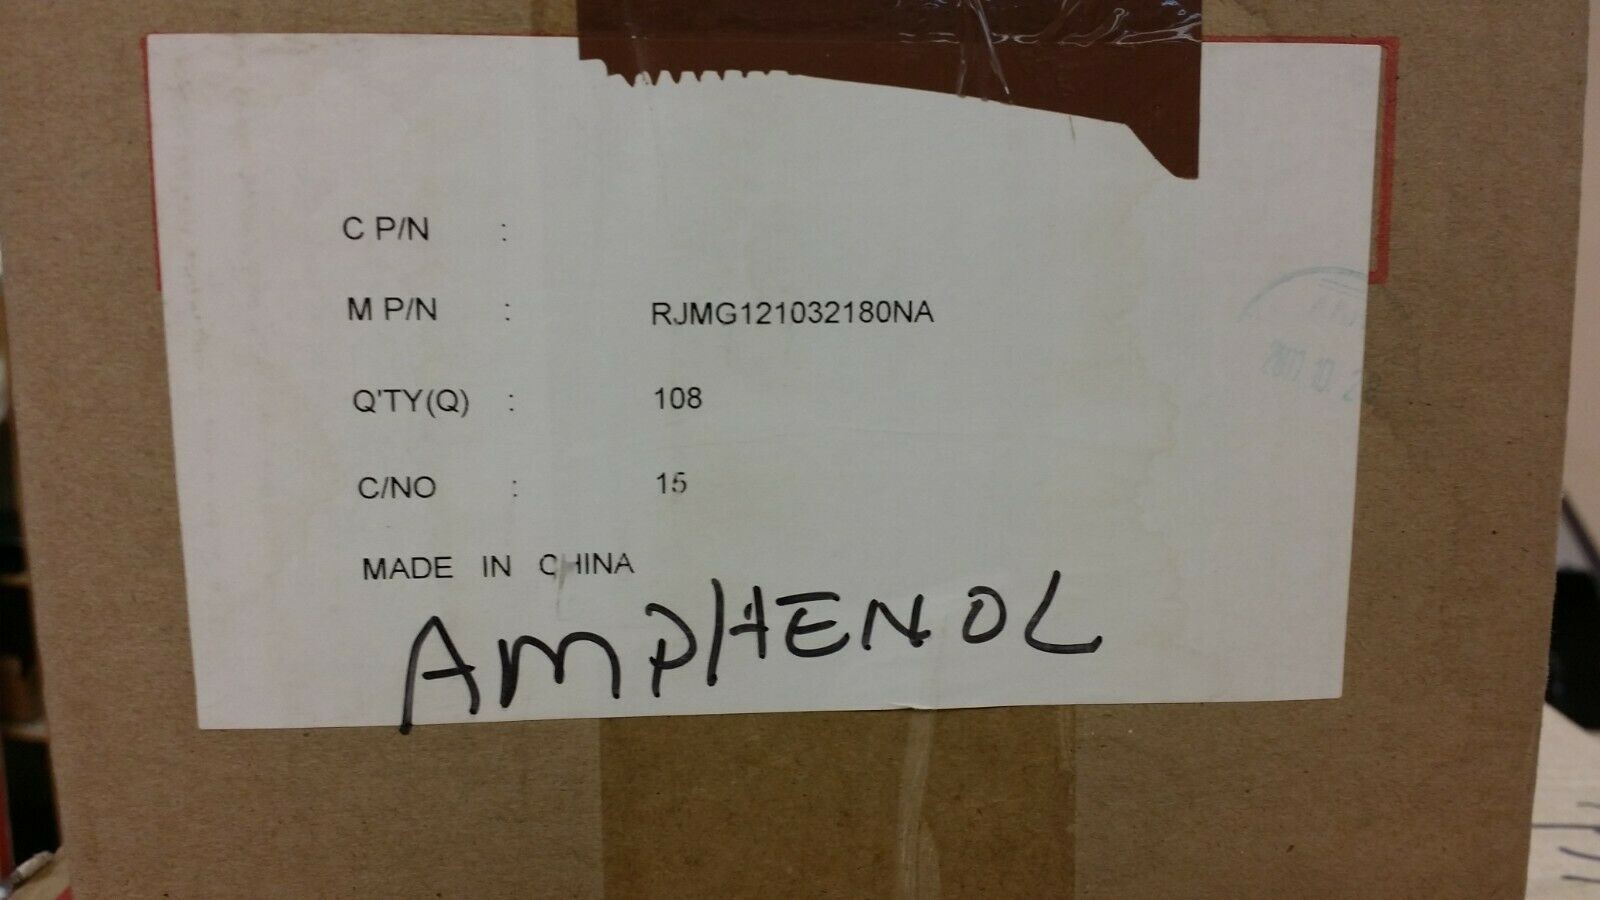 C P/N :
M P/N : RJMG121032180NA
Q'TY(Q) : 108
C/NO : 15
MADE IN CHINA
AMPHENOL